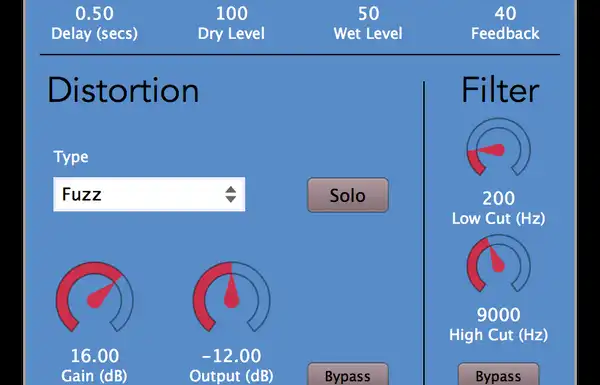 0.50 100 50 40
Delay (secs) Dry Level Wet Level Feedback
Distortion
Type
Fuzz
Solo
16.00 -12.00
Gain (dB) Output (dB)
Bypass
Filter
200
Low Cut (Hz)
9000
High Cut (Hz)
Bypass